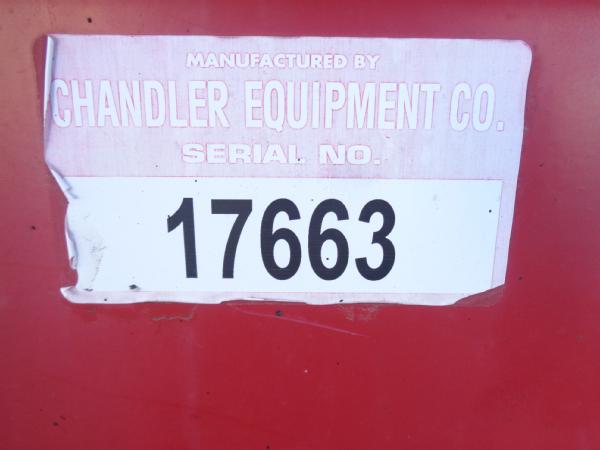 MANUFACTURED BY
CHANDLER EQUIPMENT CO.
SERIAL NO.
17663